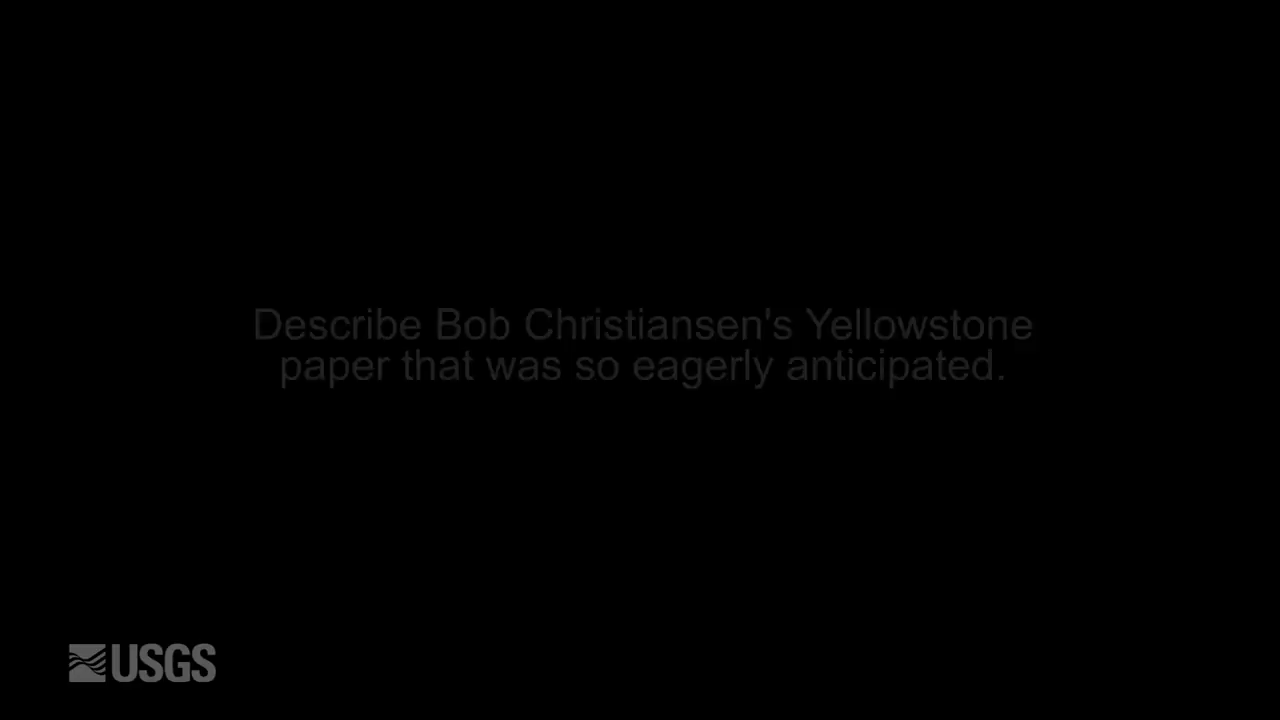 Describe Bob Christiansen's Yellowstone
paper that was so eagerly anticipated.
USGS